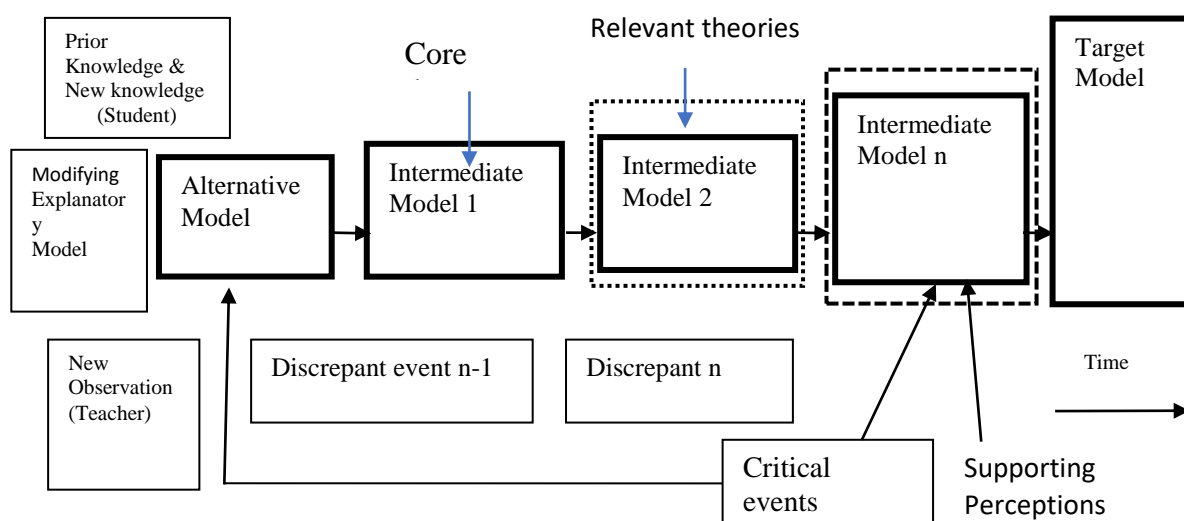 Prior
Knowledge &
New knowledge
(Student)
Core
Relevant theories
Target
Model
Modifying
Explanator
y
Model
Alternative
Model
Intermediate
Model 1
Intermediate
Model 2
Intermediate
Model n
New
Observation
(Teacher)
Discrepant event n-1
Discrepant n
Time
Critical
events
Supporting
Perceptions